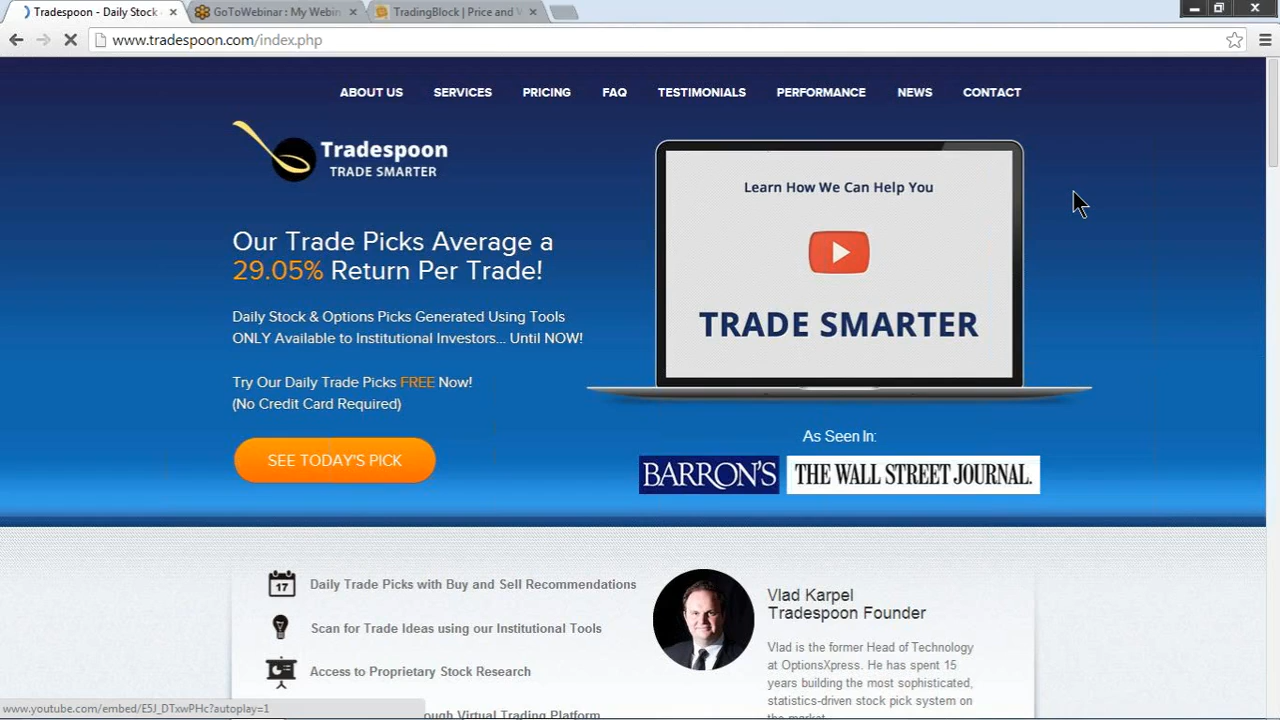 Tradespoon - Daily Stock
GoToWebinar : My Webin
TradingBlock | Price and
www.tradespoon.com/index.php
ABOUT US
SERVICES
PRICING
FAQ
TESTIMONIALS
PERFORMANCE
NEWS
CONTACT
Tradespoon
TRADE SMARTER
Our Trade Picks Average a
29.05% Return Per Trade!
Daily Stock & Options Picks Generated Using Tools
ONLY Available to Institutional Investors... Until NOW!
Try Our Daily Trade Picks FREE Now!
(No Credit Card Required)
SEE TODAY'S PICK
Learn How We Can Help You
TRADE SMARTER
As Seen In:
BARRON'S
THE WALL STREET JOURNAL.
17
Daily Trade Picks with Buy and Sell Recommendations
Scan for Trade Ideas using our Institutional Tools
Access to Proprietary Stock Research
ough Virtual Trading Platform
Vlad Karpel
Tradespoon Founder
Vlad is the former Head of Technology
at OptionsXpress. He has spent 15
years building the most sophisticated,
statistics-driven stock pick system on
the market.
www.youtube.com/embed/E5J_DTxwPHc?autoplay=1